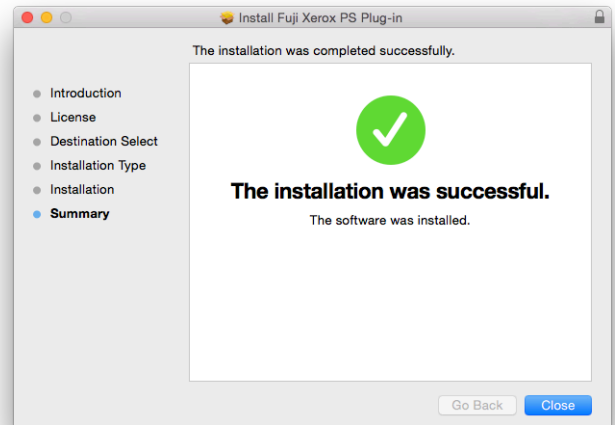 Install Fuji Xerox PS Plug-in
The installation was completed successfully.
Introduction
License
Destination Select
Installation Type
Installation
Summary
The installation was successful.
The software was installed.
Go Back
Close